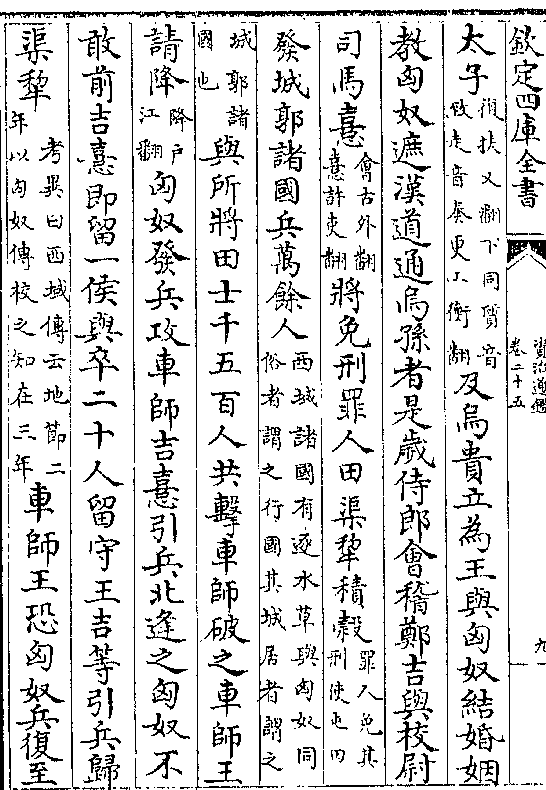 欽定四庫全書
資治通鑑
卷二十五
九
太子復扶又翻下同質音致走音奏更工衡翻及烏貴立為王與匈奴結婚姻
教匈奴遮漢道通烏孫者是歲侍郎會稽鄭吉與校尉
司馬憙會古外翻憙許吏翻將免刑罪人田渠犂積穀罪人免其刑使屯田
發城郭諸國兵萬餘人西域諸國有逐水草與匈奴同俗者謂之行國其城居者謂之
城郭諸國也與所將田士千五百人共擊車師破之車師王
請降降戶江翻匈奴發兵攻車師吉憙引兵北逢之匈奴不
敢前吉憙即留一侯與卒二十人留守王吉等引兵歸
渠犂考異曰西域傳云地節二年以匈奴傳校之知在三年車師王恐匈奴兵復至